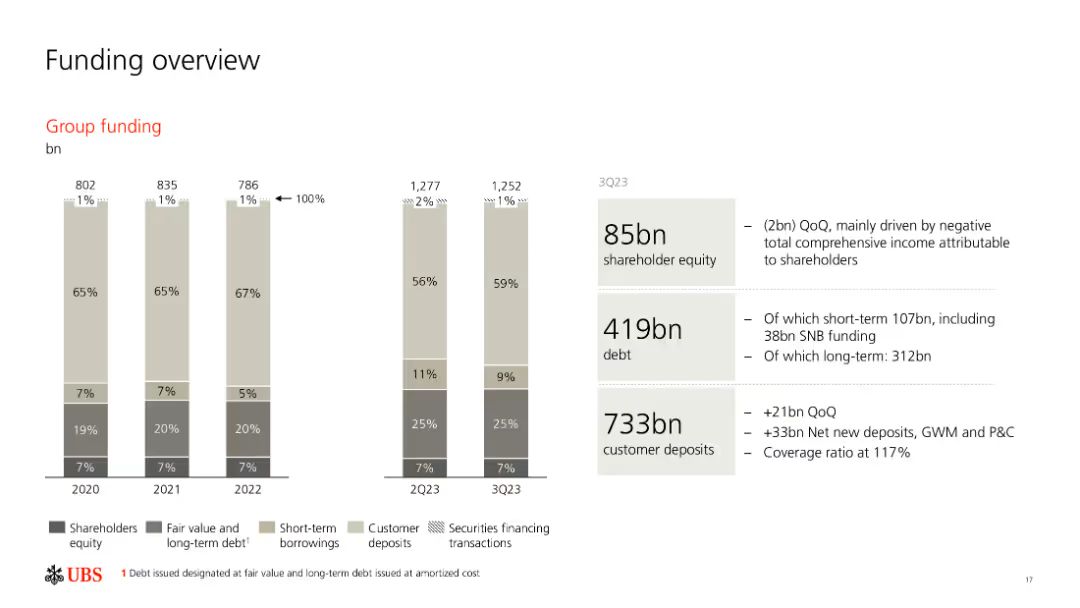 Funding overview
Group funding
bn
802
835
786
1,277
1,252
1%
1%
1%
100%
2%
1%
65%
65%
67%
56%
59%
7%
7%
5%
11%
9%
19%
20%
20%
25%
25%
7%
7%
7%
7%
7%
2020
2021
2022
2Q23
3Q23
Shareholders
equity
Fair value and
long-term debt¹
Short-term
borrowings
Customer
deposits
Securities financing
transactions
3Q23
85bn
shareholder equity
– (2bn) QoQ, mainly driven by negative
total comprehensive income attributable
to shareholders
419bn
debt
– Of which short-term 107bn, including
38bn SNB funding
– Of which long-term: 312bn
733bn
customer deposits
– +21bn QoQ
– +33bn Net new deposits, GWM and P&C
– Coverage ratio at 117%
UBS
1 Debt issued designated at fair value and long-term debt issued at amortized cost
17